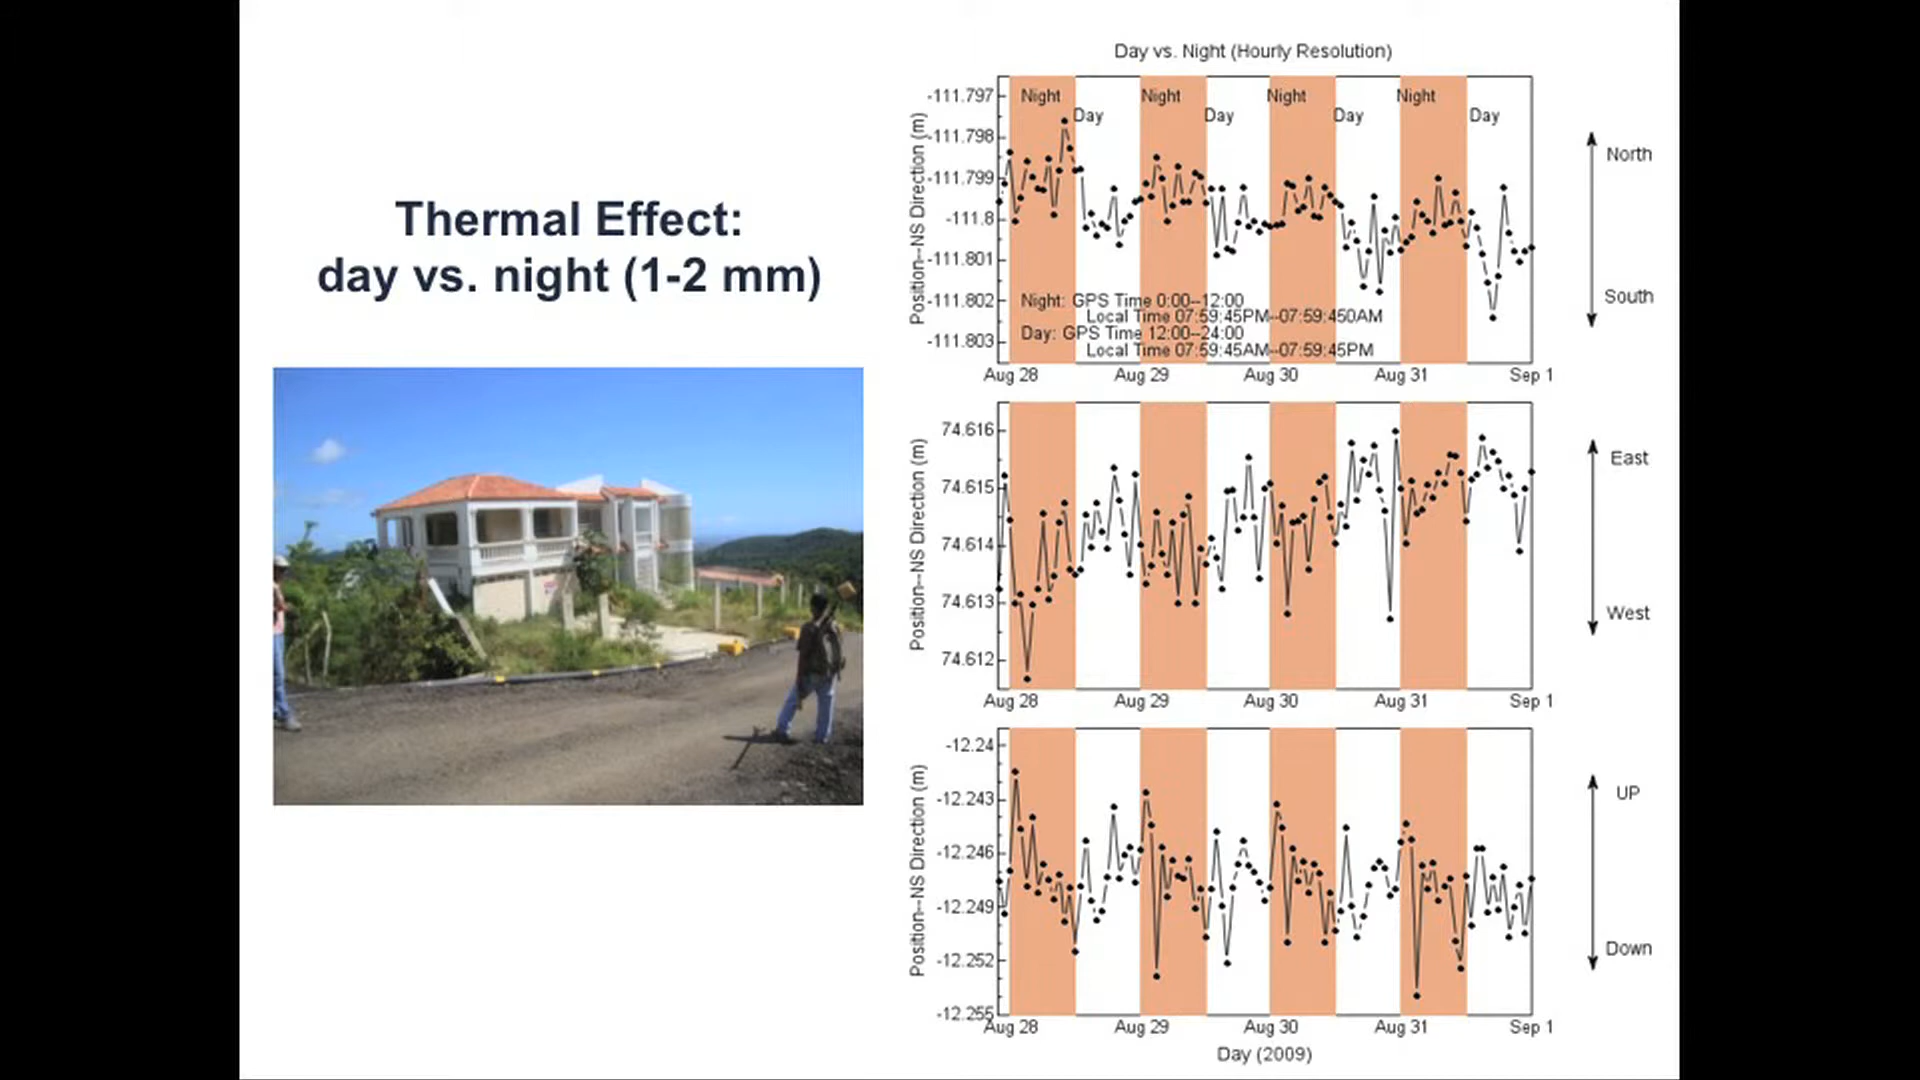 Thermal Effect:
day vs. night (1-2 mm)
Day vs. Night (Hourly Resolution)
Position--NS Direction (m)
-111.797
-111.798
-111.799
-111.8
-111.801
-111.802
-111.803
Night
Day
Night
Day
Night
Day
Night
Day
Night: GPS Time 0:00--12:00
Local Time 07:59:45PM--07:59:450AM
Day: GPS Time 12:00--24:00
Local Time 07:59:45AM--07:59:45PM
Aug 28
Aug 29
Aug 30
Aug 31
Sep 1
North
South
Position--NS Direction (m)
74.616
74.615
74.614
74.613
74.612
Aug 28
Aug 29
Aug 30
Aug 31
Sep 1
East
West
Position--NS Direction (m)
-12.24
-12.243
-12.246
-12.249
-12.252
-12.255
Aug 28
Aug 29
Aug 30
Aug 31
Sep 1
UP
Down
Day (2009)